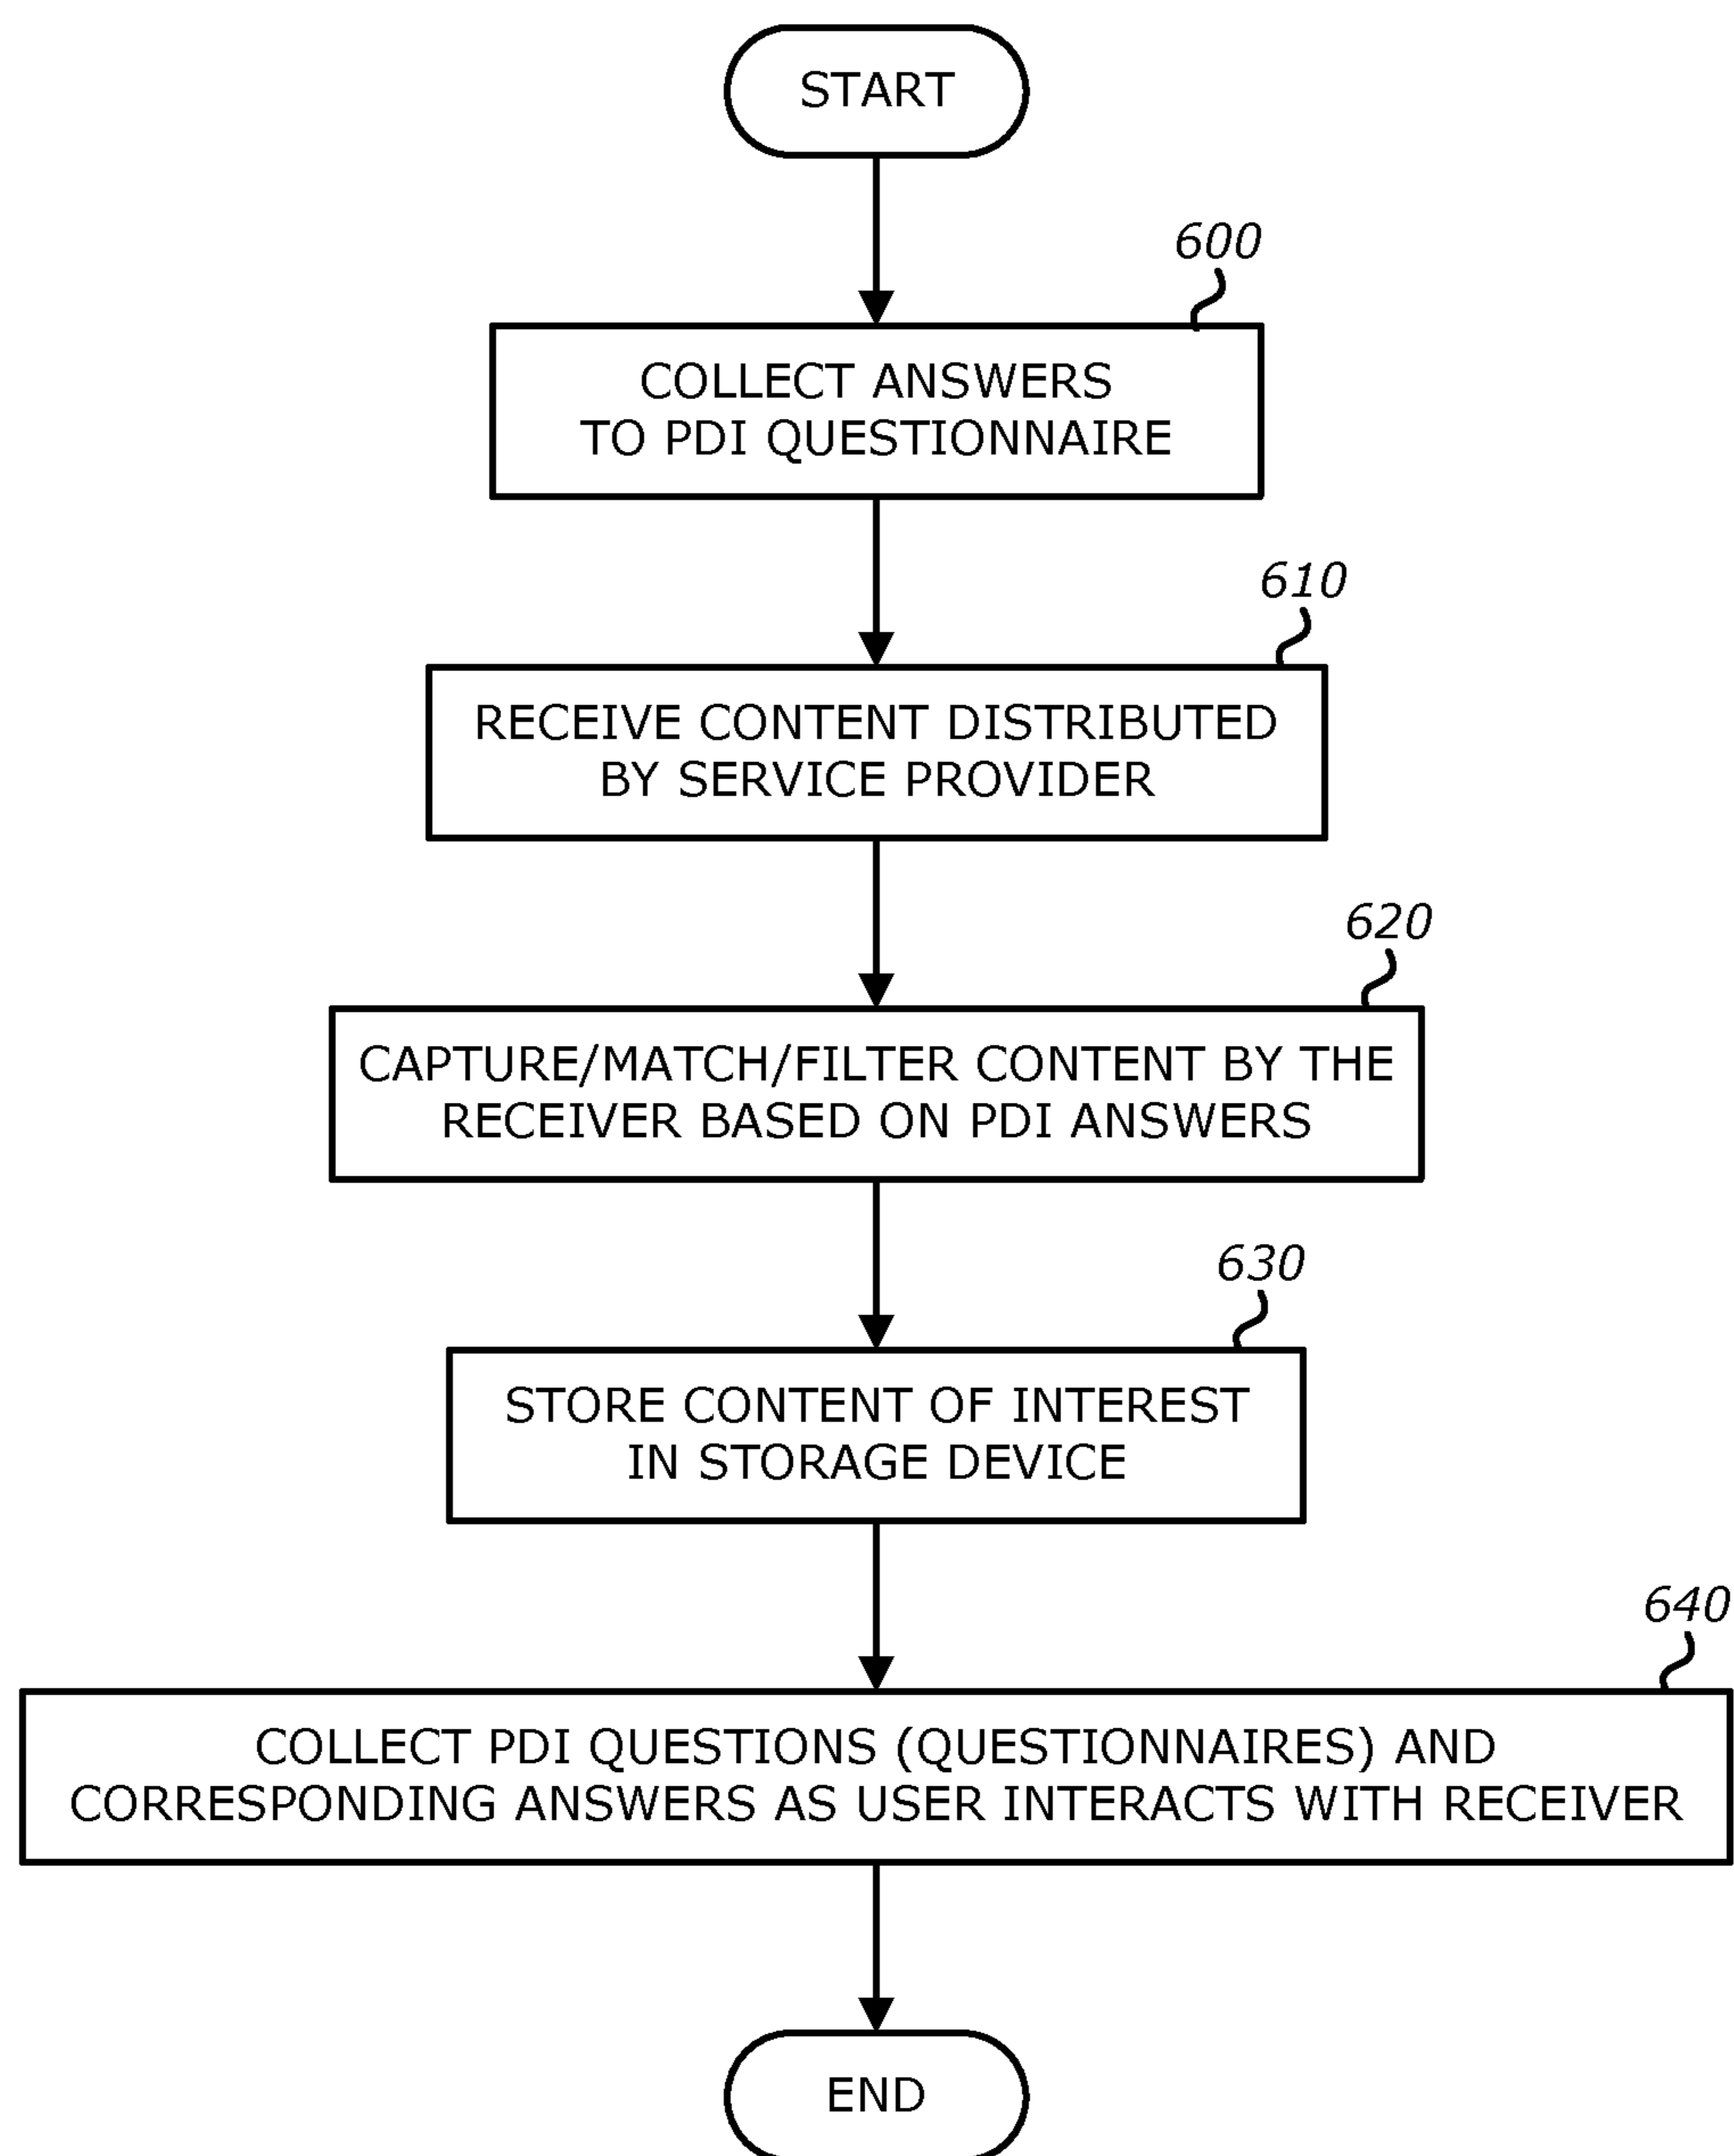 START
600
COLLECT ANSWERS
TO PDI QUESTIONNAIRE
610
RECEIVE CONTENT DISTRIBUTED
BY SERVICE PROVIDER
620
CAPTURE/MATCH/FILTER CONTENT BY THE
RECEIVER BASED ON PDI ANSWERS
630
STORE CONTENT OF INTEREST
IN STORAGE DEVICE
640
COLLECT PDI QUESTIONS (QUESTIONNAIRES) AND
CORRESPONDING ANSWERS AS USER INTERACTS WITH RECEIVER
END